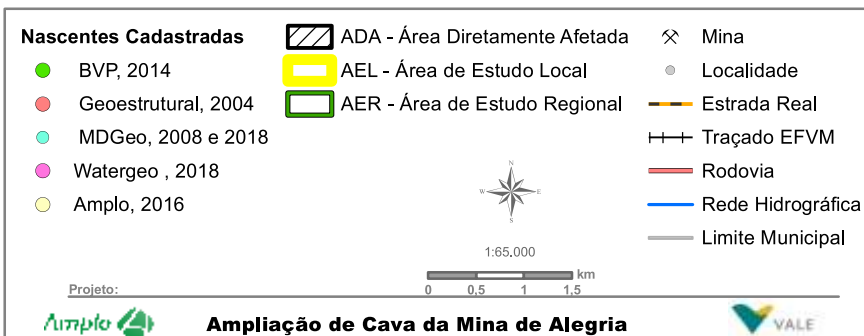 Nascentes Cadastradas
BVP, 2014
Geoestrutural, 2004
MDGeo, 2008 e 2018
Watergeo , 2018
Amplo, 2016
ADA - Área Diretamente Afetada
AEL - Área de Estudo Local
AER - Área de Estudo Regional
Mina
Localidade
Estrada Real
Traçado EFVM
Rodovia
Rede Hidrográfica
Limite Municipal
N
W E
S
1:65.000
km
0 0,5 1 1,5
Projeto:
Amplo
Ampliação de Cava da Mina de Alegria
VALE